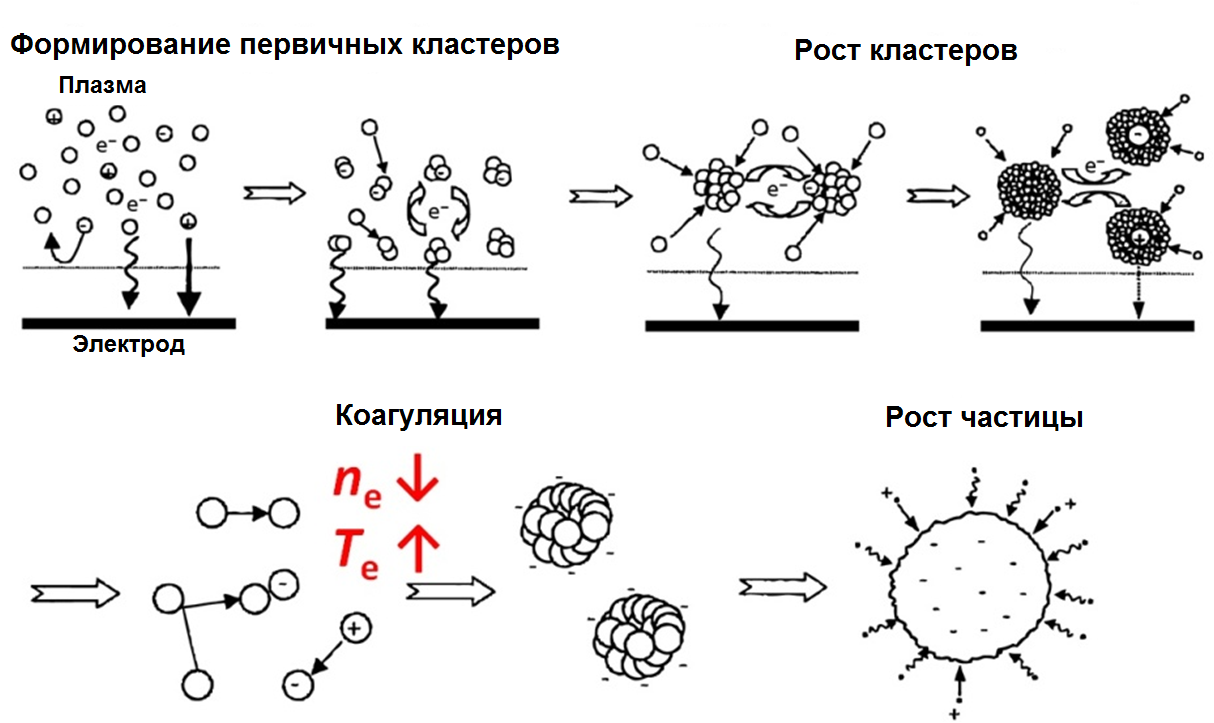 Формирование первичных кластеров
Рост кластеров
Плазма
e⁻
e⁻
e⁻
e⁻
e⁻
Электрод
Коагуляция
Рост частицы
nₑ ↓
Tₑ ↑